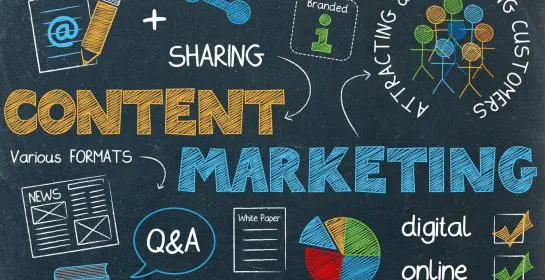 @
+
Branded
i
SHARING
ATTRACTING
CUSTOMERS
CONTENT
MARKETING
Various FORMATS
NEWS
Q&A
White Paper
digital
online